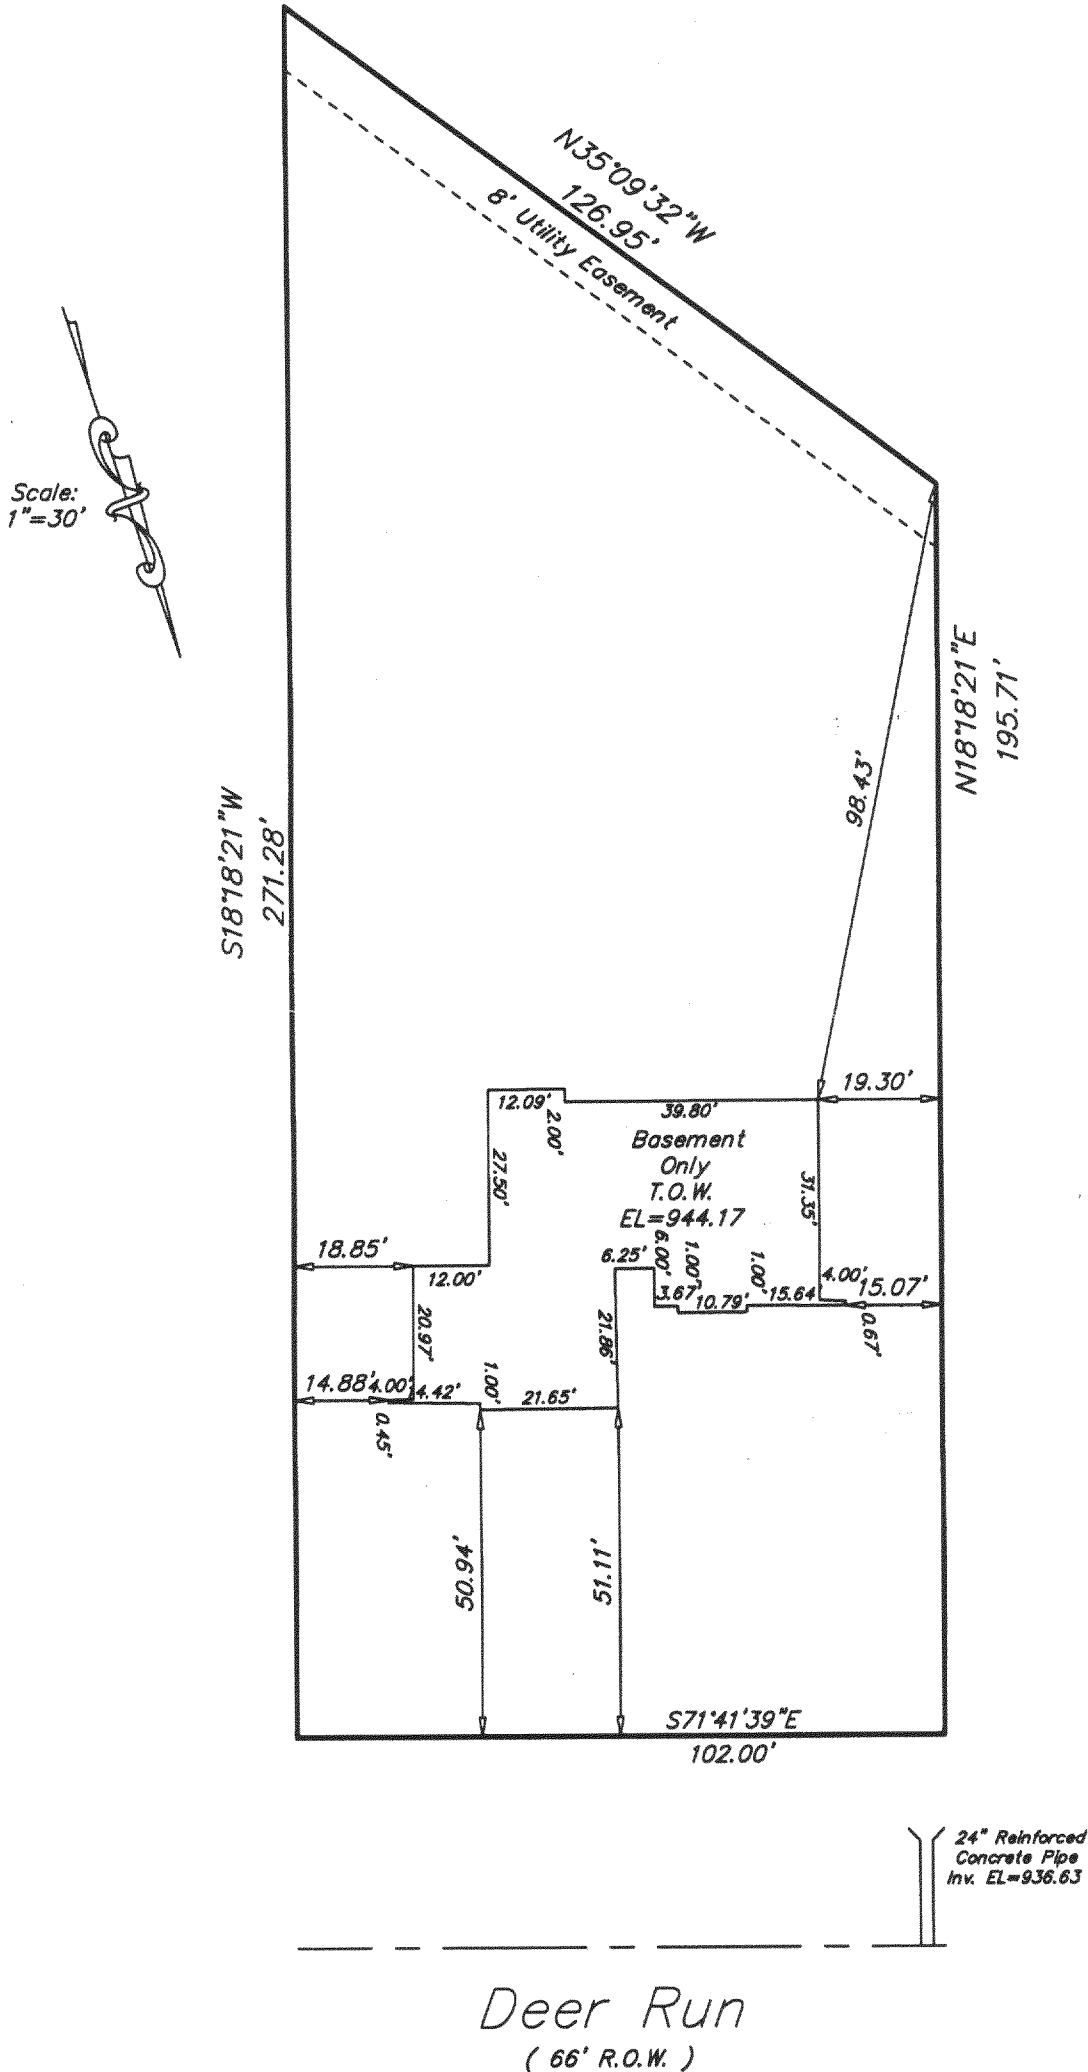 N35°09'32"W
126.95'
8' Utility Easement
Scale:
1"=30'
N18°18'21"E
195.71'
98.43'
S18°18'21"W
271.28'
19.30'
12.09'
39.80'
2.00'
Basement
Only
T.O.W.
EL=944.17
27.50'
31.35'
18.85'
12.00'
6.25'
6.00'
1.00'
1.00'
4.00'
3.67'
10.79'
15.64'
15.07'
0.67'
20.97'
21.86'
14.88'
4.00'
14.42'
1.00'
21.65'
0.45'
50.94'
51.11'
S71°41'39"E
102.00'
24" Reinforced
Concrete Pipe
Inv. EL=936.63
Deer Run
( 66' R.O.W. )